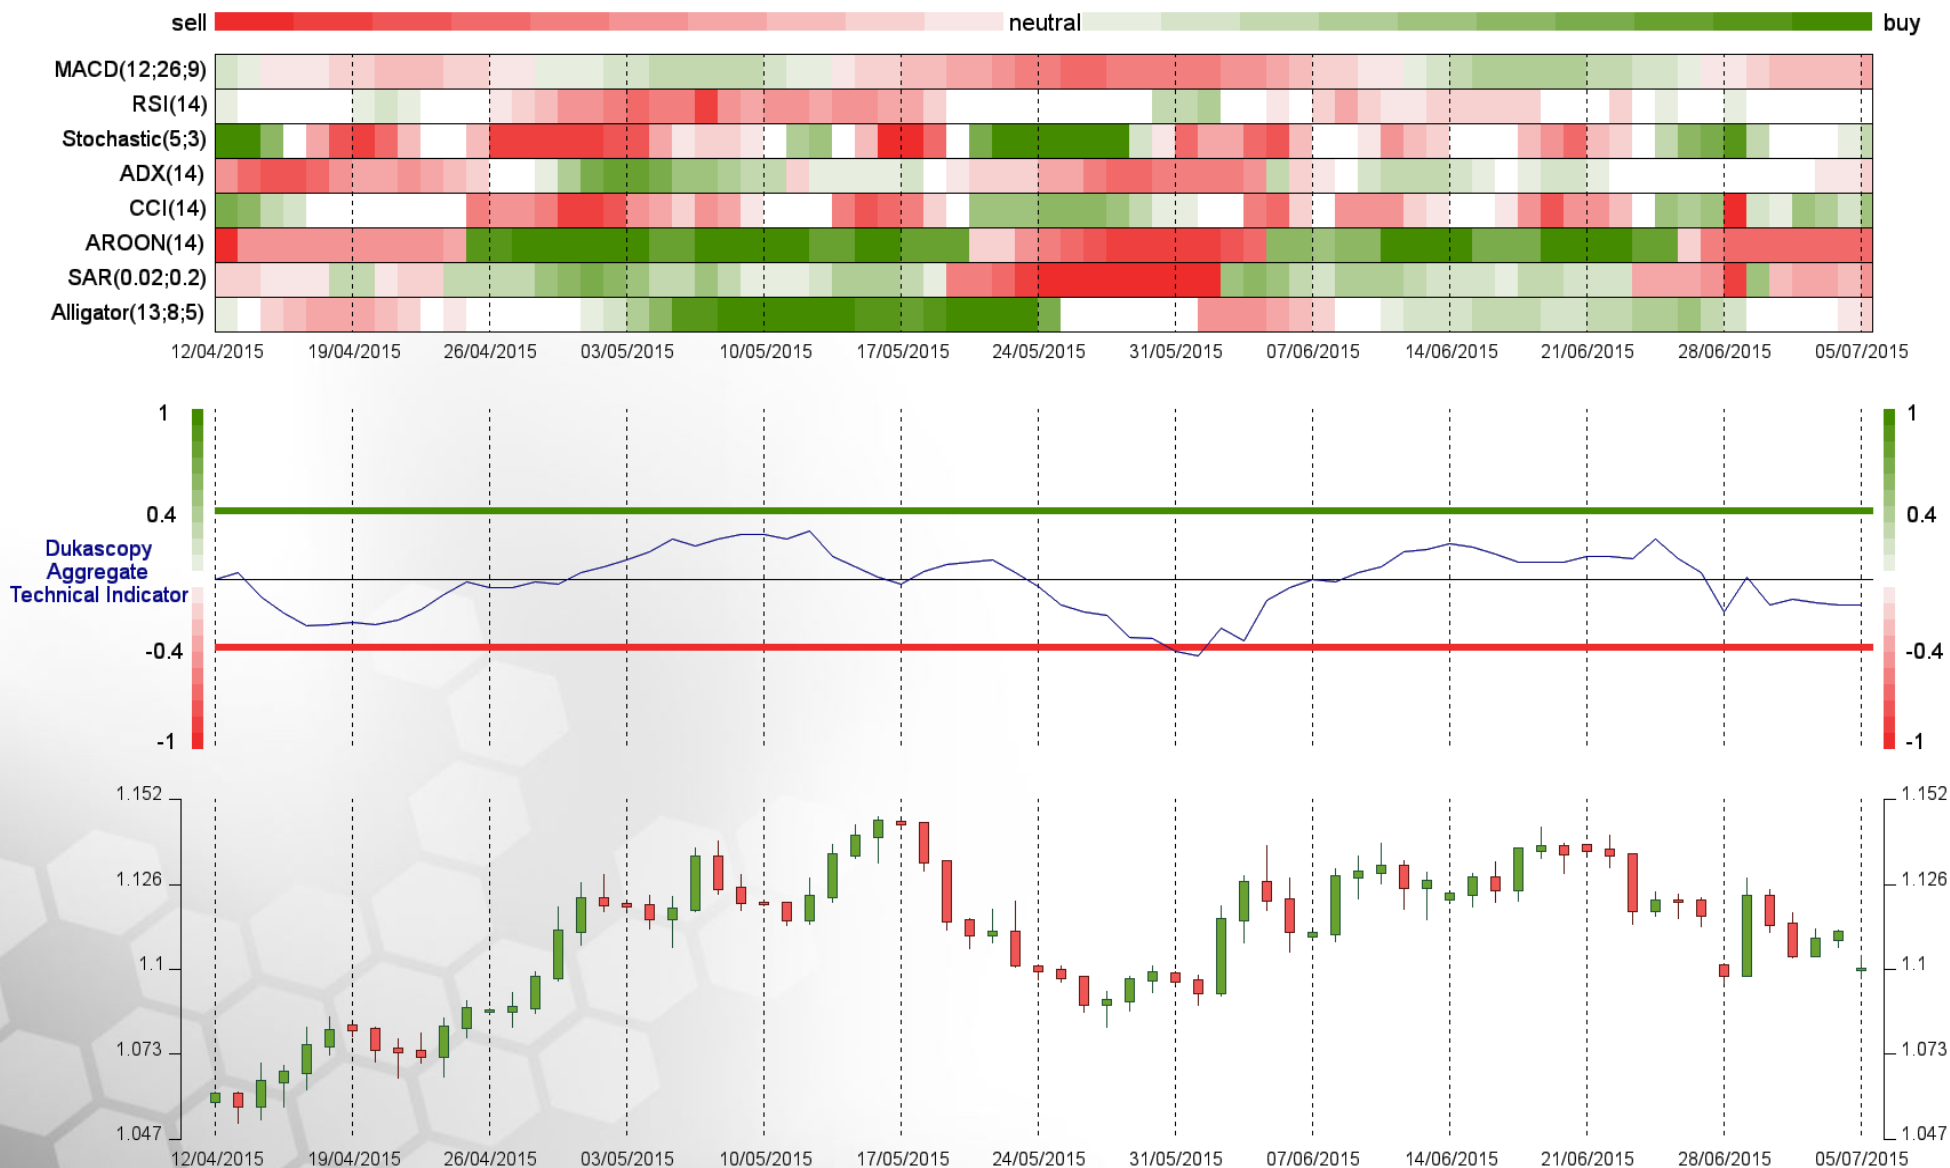 sell neutral buy
MACD(12;26;9)
RSI(14)
Stochastic(5;3)
ADX(14)
CCI(14)
AROON(14)
SAR(0.02;0.2)
Alligator(13;8;5)
12/04/2015 19/04/2015 26/04/2015 03/05/2015 10/05/2015 17/05/2015 24/05/2015 31/05/2015 07/06/2015 14/06/2015 21/06/2015 28/06/2015 05/07/2015
1 1
0.4 0.4
Dukascopy
Aggregate
Technical Indicator
-0.4 -0.4
-1 -1
1.152 1.152
1.126 1.126
1.1 1.1
1.073 1.073
1.047 1.047
12/04/2015 19/04/2015 26/04/2015 03/05/2015 10/05/2015 17/05/2015 24/05/2015 31/05/2015 07/06/2015 14/06/2015 21/06/2015 28/06/2015 05/07/2015